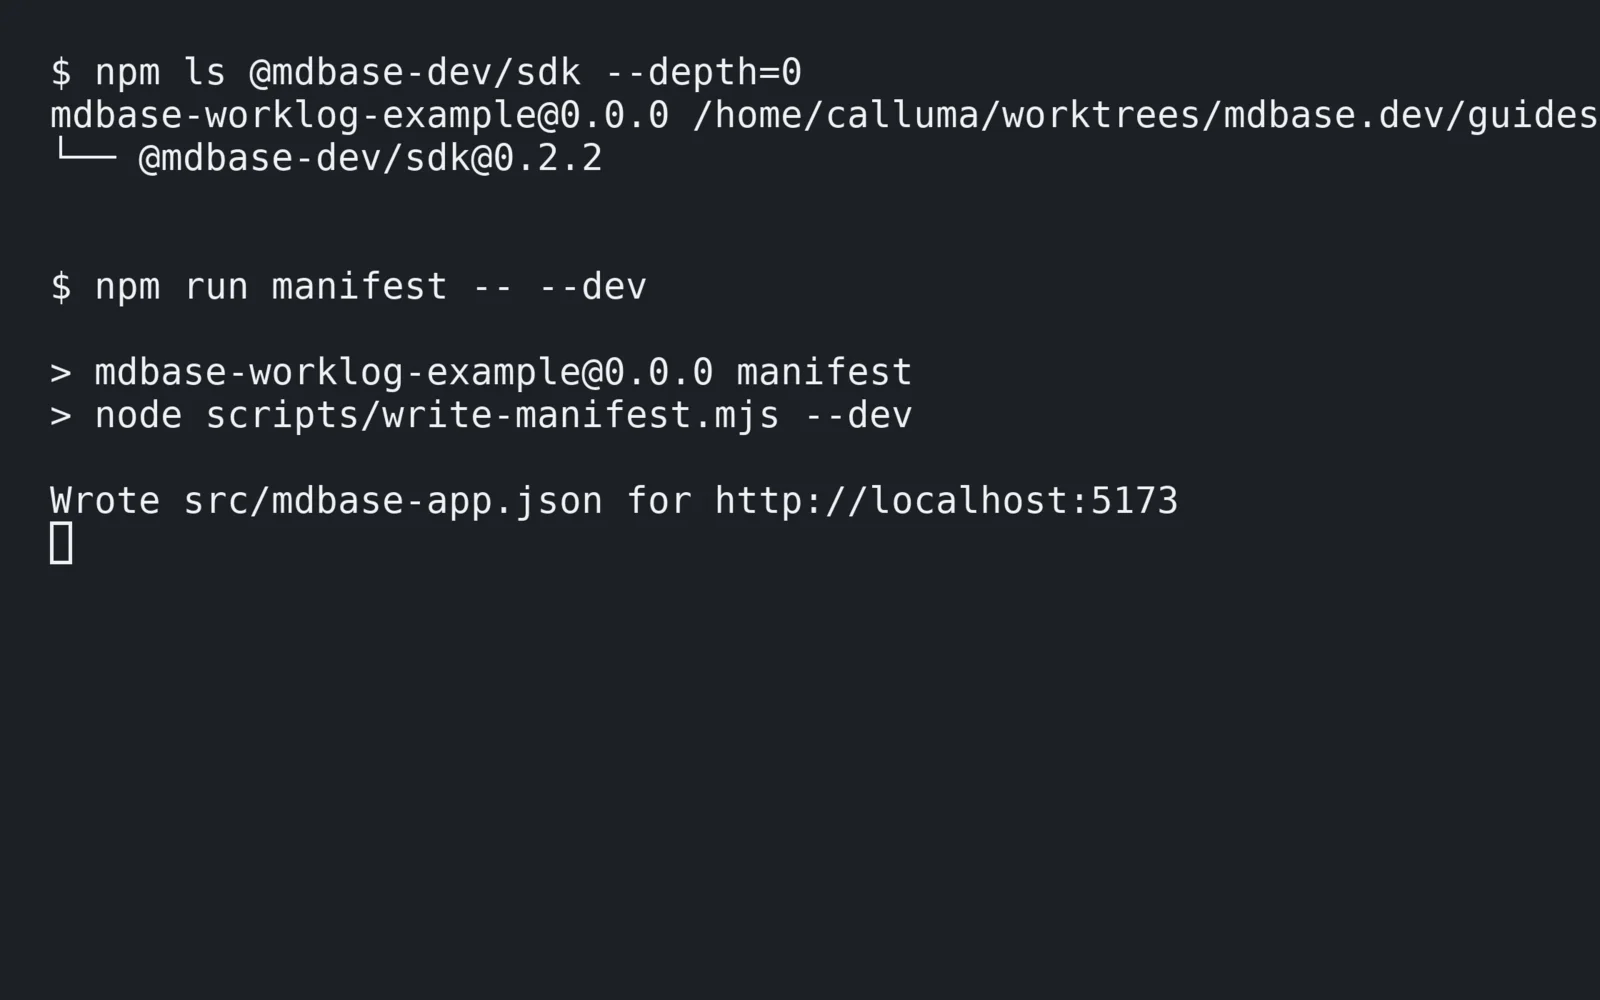 $ npm ls @mdbase-dev/sdk --depth=0
mdbase-worklog-example@0.0.0 /home/calluma/worktrees/mdbase.dev/guides
└── @mdbase-dev/sdk@0.2.2
$ npm run manifest -- --dev
> mdbase-worklog-example@0.0.0 manifest
> node scripts/write-manifest.mjs --dev
Wrote src/mdbase-app.json for http://localhost:5173